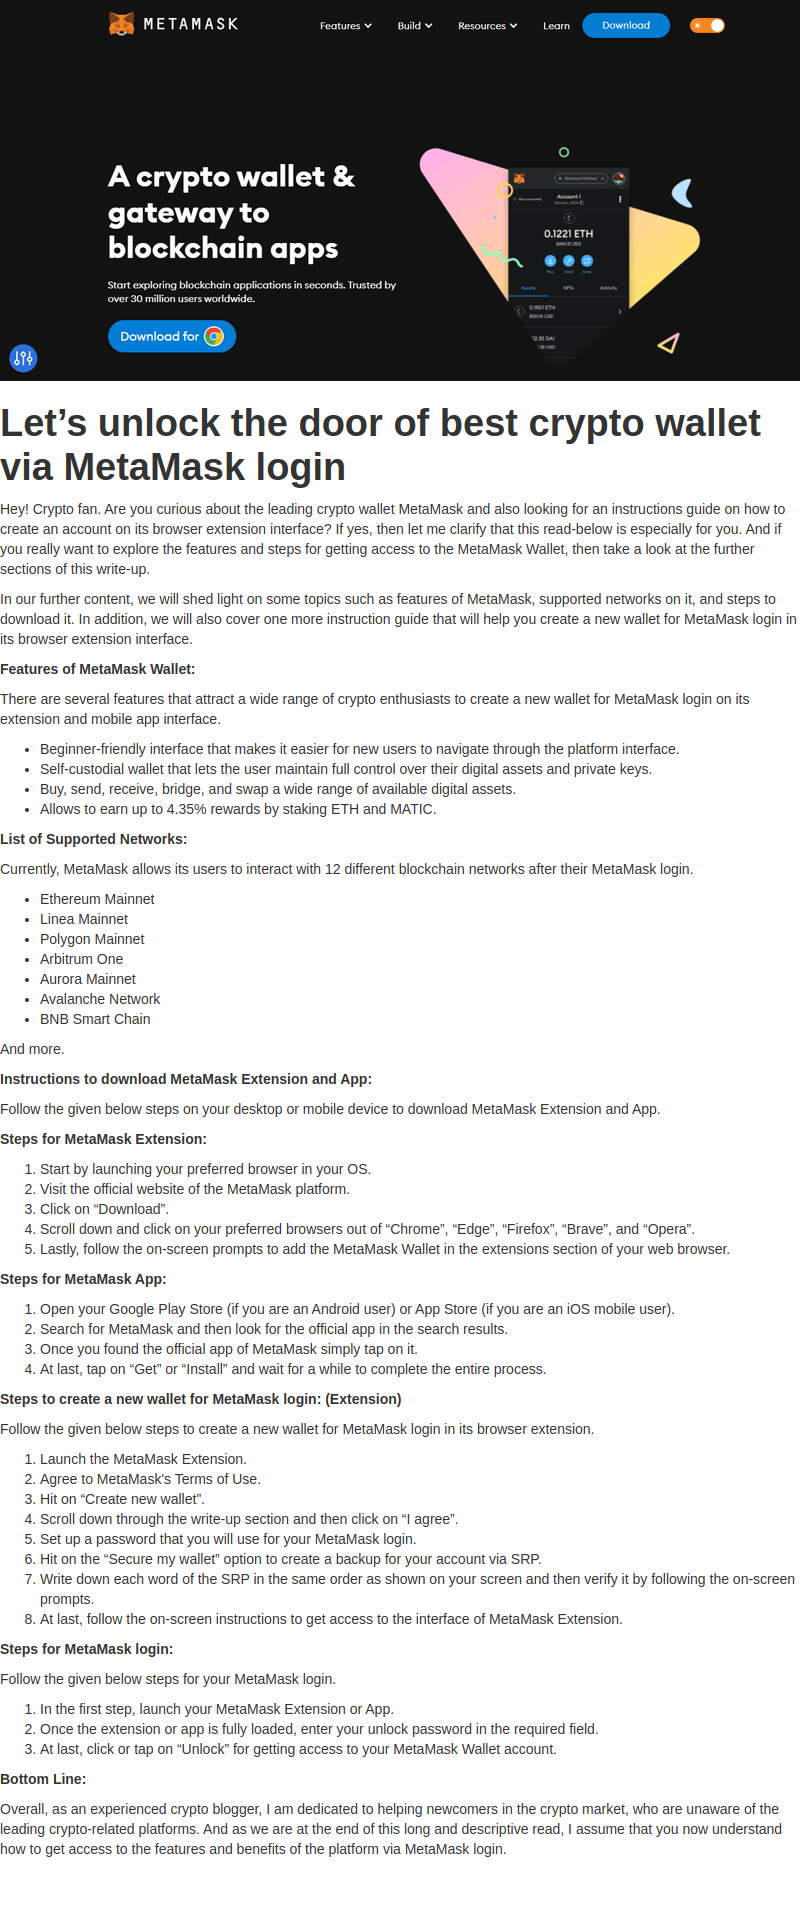 METAMASK
Features Build Resources Learn Download
A crypto wallet &
gateway to
blockchain apps
Start exploring blockchain applications in seconds. Trusted by
over 30 million users worldwide.
Download for
Account 1
0.1221 ETH
Buy Send Swap
Assets NFTs Activity
0.1951 ETH
Let’s unlock the door of best crypto wallet
via MetaMask login
Hey! Crypto fan. Are you curious about the leading crypto wallet MetaMask and also looking for an instructions guide on how to
create an account on its browser extension interface? If yes, then let me clarify that this read-below is especially for you. And if
you really want to explore the features and steps for getting access to the MetaMask Wallet, then take a look at the further
sections of this write-up.
In our further content, we will shed light on some topics such as features of MetaMask, supported networks on it, and steps to
download it. In addition, we will also cover one more instruction guide that will help you create a new wallet for MetaMask login in
its browser extension interface.
Features of MetaMask Wallet:
There are several features that attract a wide range of crypto enthusiasts to create a new wallet for MetaMask login on its
extension and mobile app interface.
• Beginner-friendly interface that makes it easier for new users to navigate through the platform interface.
• Self-custodial wallet that lets the user maintain full control over their digital assets and private keys.
• Buy, send, receive, bridge, and swap a wide range of available digital assets.
• Allows to earn up to 4.35% rewards by staking ETH and MATIC.
List of Supported Networks:
Currently, MetaMask allows its users to interact with 12 different blockchain networks after their MetaMask login.
• Ethereum Mainnet
• Linea Mainnet
• Polygon Mainnet
• Arbitrum One
• Aurora Mainnet
• Avalanche Network
• BNB Smart Chain
And more.
Instructions to download MetaMask Extension and App:
Follow the given below steps on your desktop or mobile device to download MetaMask Extension and App.
Steps for MetaMask Extension:
1. Start by launching your preferred browser in your OS.
2. Visit the official website of the MetaMask platform.
3. Click on “Download”.
4. Scroll down and click on your preferred browsers out of “Chrome”, “Edge”, “Firefox”, “Brave”, and “Opera”.
5. Lastly, follow the on-screen prompts to add the MetaMask Wallet in the extensions section of your web browser.
Steps for MetaMask App:
1. Open your Google Play Store (if you are an Android user) or App Store (if you are an iOS mobile user).
2. Search for MetaMask and then look for the official app in the search results.
3. Once you found the official app of MetaMask simply tap on it.
4. At last, tap on “Get” or “Install” and wait for a while to complete the entire process.
Steps to create a new wallet for MetaMask login: (Extension)
Follow the given below steps to create a new wallet for MetaMask login in its browser extension.
1. Launch the MetaMask Extension.
2. Agree to MetaMask's Terms of Use.
3. Hit on “Create new wallet”.
4. Scroll down through the write-up section and then click on “I agree”.
5. Set up a password that you will use for your MetaMask login.
6. Hit on the “Secure my wallet” option to create a backup for your account via SRP.
7. Write down each word of the SRP in the same order as shown on your screen and then verify it by following the on-screen
prompts.
8. At last, follow the on-screen instructions to get access to the interface of MetaMask Extension.
Steps for MetaMask login:
Follow the given below steps for your MetaMask login.
1. In the first step, launch your MetaMask Extension or App.
2. Once the extension or app is fully loaded, enter your unlock password in the required field.
3. At last, click or tap on “Unlock” for getting access to your MetaMask Wallet account.
Bottom Line:
Overall, as an experienced crypto blogger, I am dedicated to helping newcomers in the crypto market, who are unaware of the
leading crypto-related platforms. And as we are at the end of this long and descriptive read, I assume that you now understand
how to get access to the features and benefits of the platform via MetaMask login.